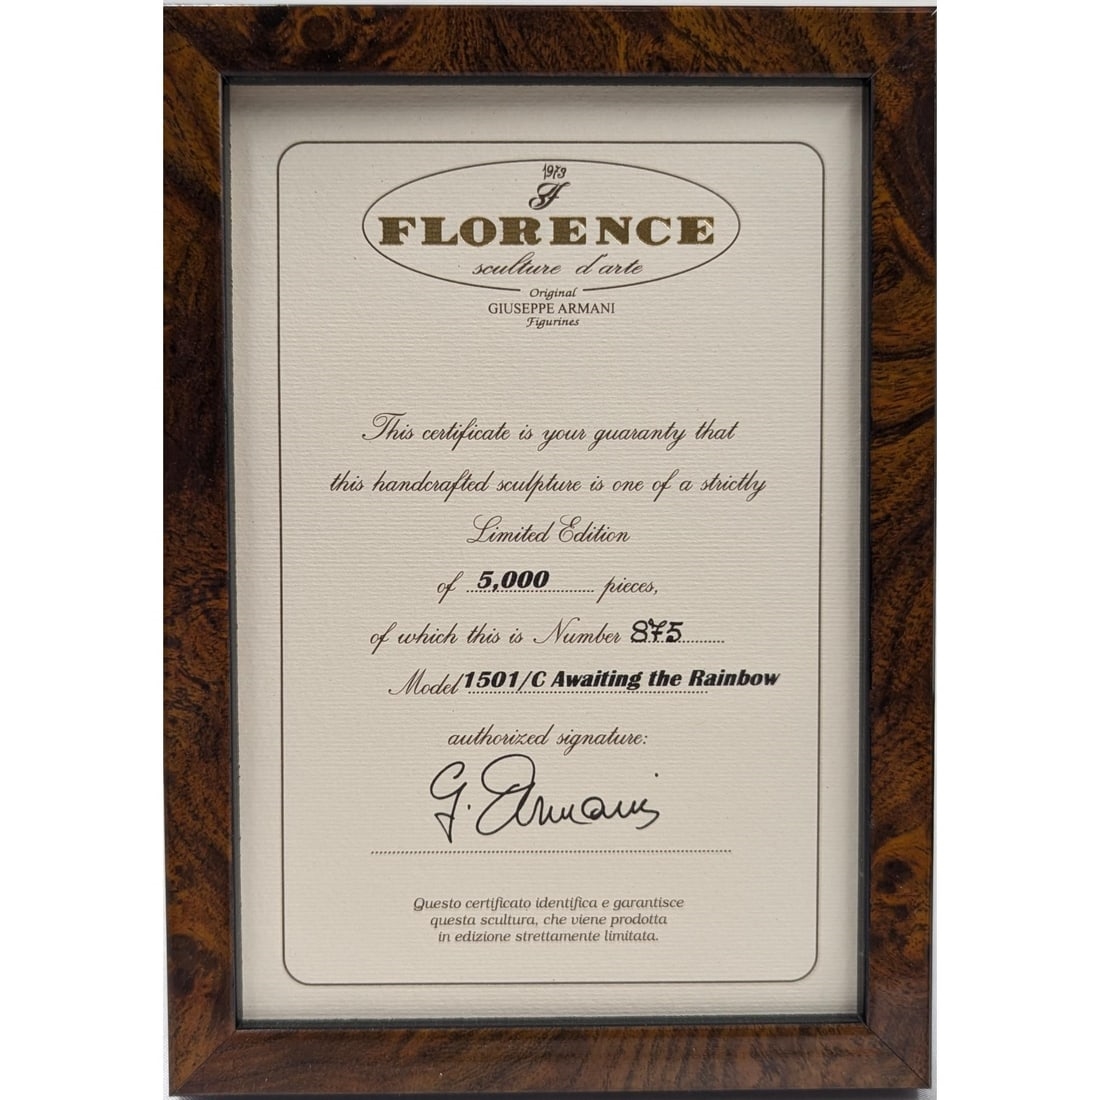 1973
FLORENCE
sculture d'arte
Original
GIUSEPPE ARMANI
Figurines
This certificate is your guaranty that
this handcrafted sculpture is one of a strictly
Limited Edition
of 5,000 pieces,
of which this is Number 875
Model 1501/C Awaiting the Rainbow
authorized signature:
G. Armani
Questo certificato identifica e garantisce
questa scultura, che viene prodotta
in edizione strettamente limitata.